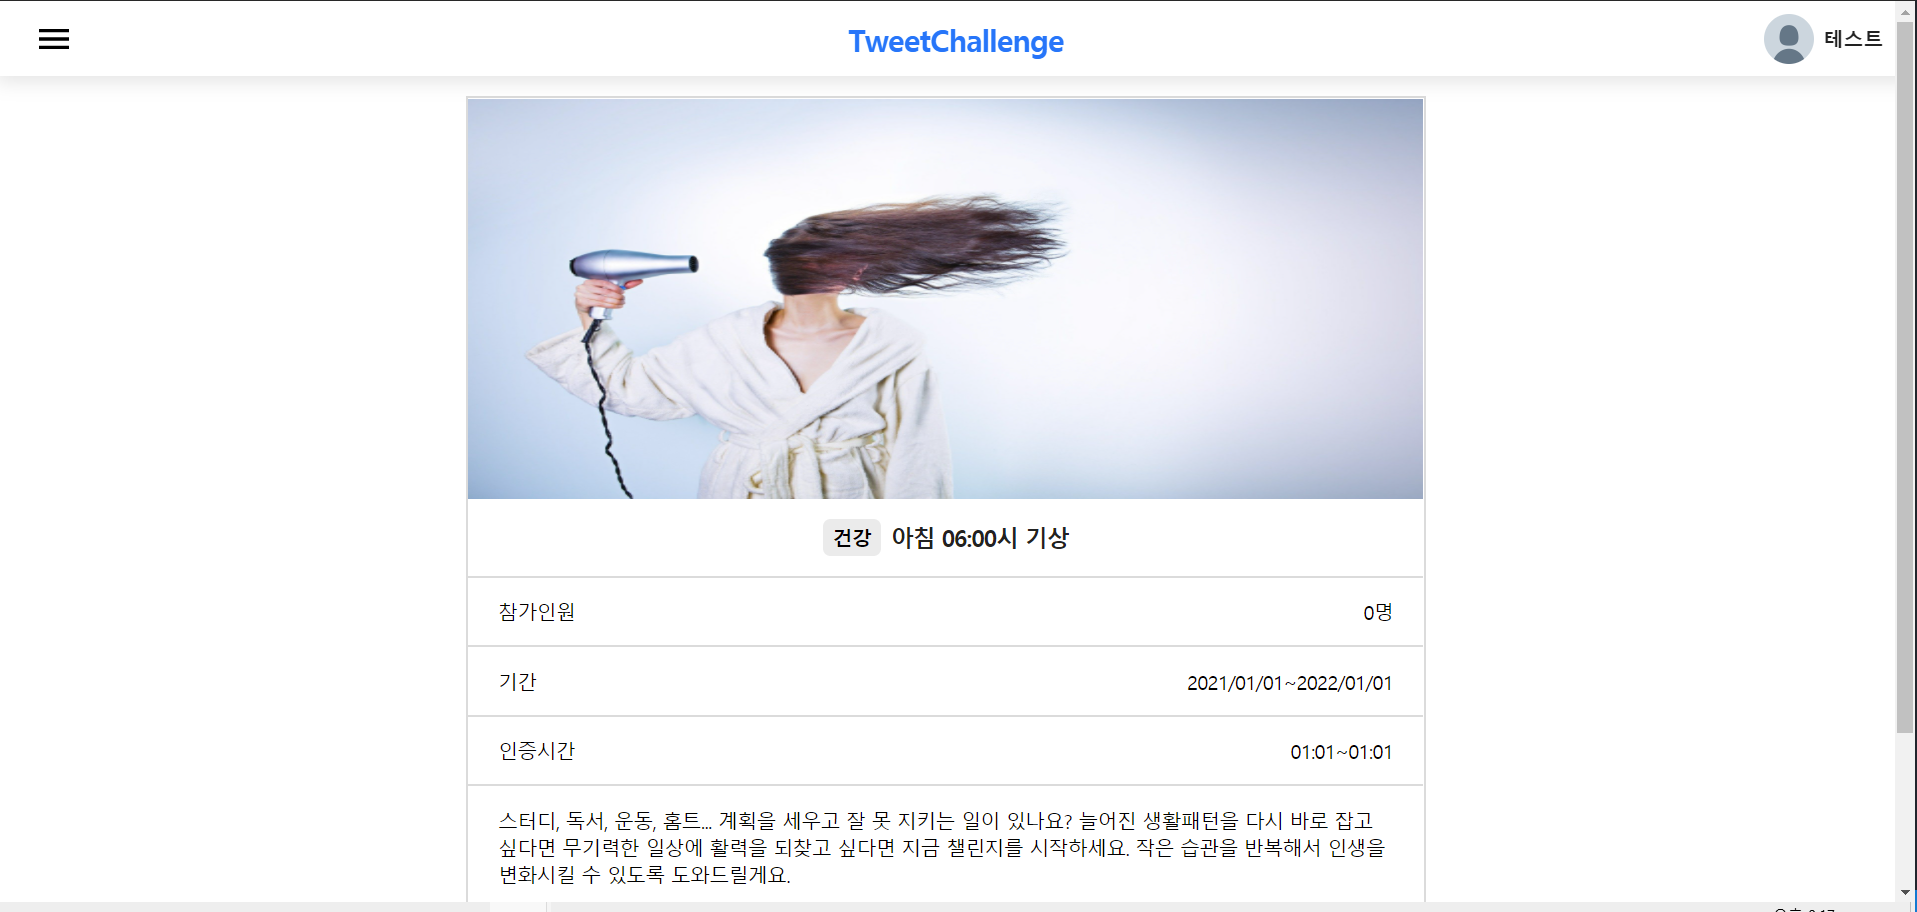 TweetChallenge
테스트
건강 아침 06:00시 기상
참가인원 0명
기간 2021/01/01~2022/01/01
인증시간 01:01~01:01
스터디, 독서, 운동, 홈트... 계획을 세우고 잘 못 지키는 일이 있나요? 늘어진 생활패턴을 다시 바로 잡고
싶다면 무기력한 일상에 활력을 되찾고 싶다면 지금 챌린지를 시작하세요. 작은 습관을 반복해서 인생을
변화시킬 수 있도록 도와드릴게요.